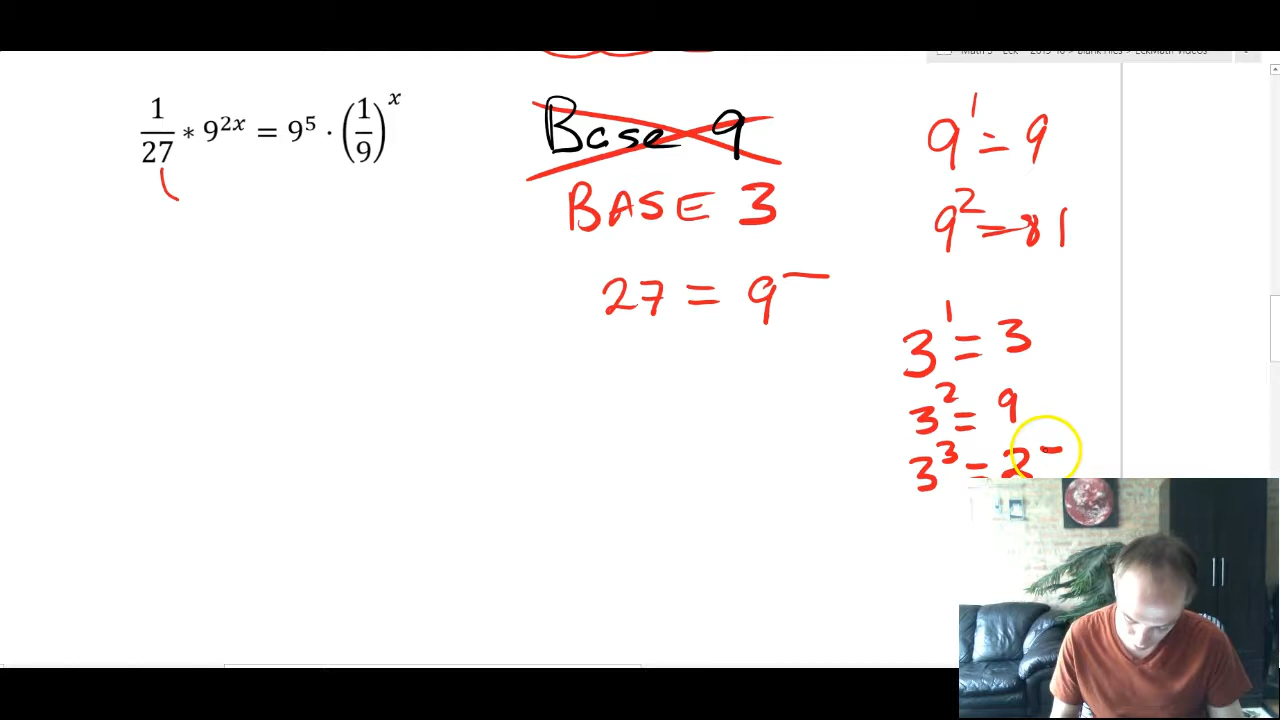 1/27 * 9^{2x} = 9^5 · (1/9)^x
Base 9
BASE 3
27 = 9
9^1 = 9
9^2 = 81
3^1 = 3
3^2 = 9
3^3 = 2